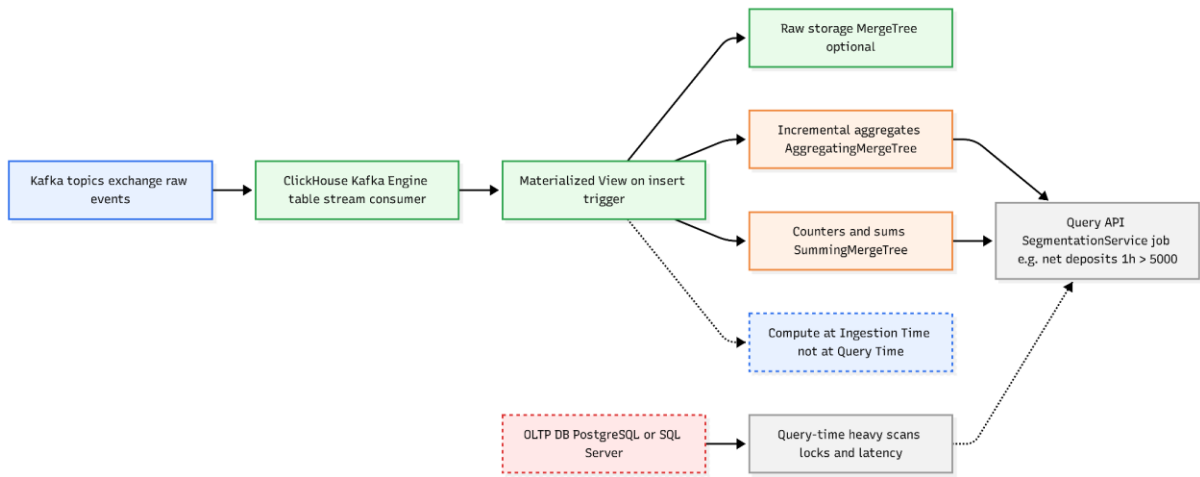 Raw storage MergeTree
optional
Incremental aggregates
AggregatingMergeTree
Kafka topics exchange raw
events
ClickHouse Kafka Engine
table stream consumer
Materialized View on insert
trigger
Counters and sums
SummingMergeTree
Query API
SegmentationService job
e.g. net deposits 1h > 5000
Compute at Ingestion Time
not at Query Time
OLTP DB PostgreSQL or SQL
Server
Query-time heavy scans
locks and latency